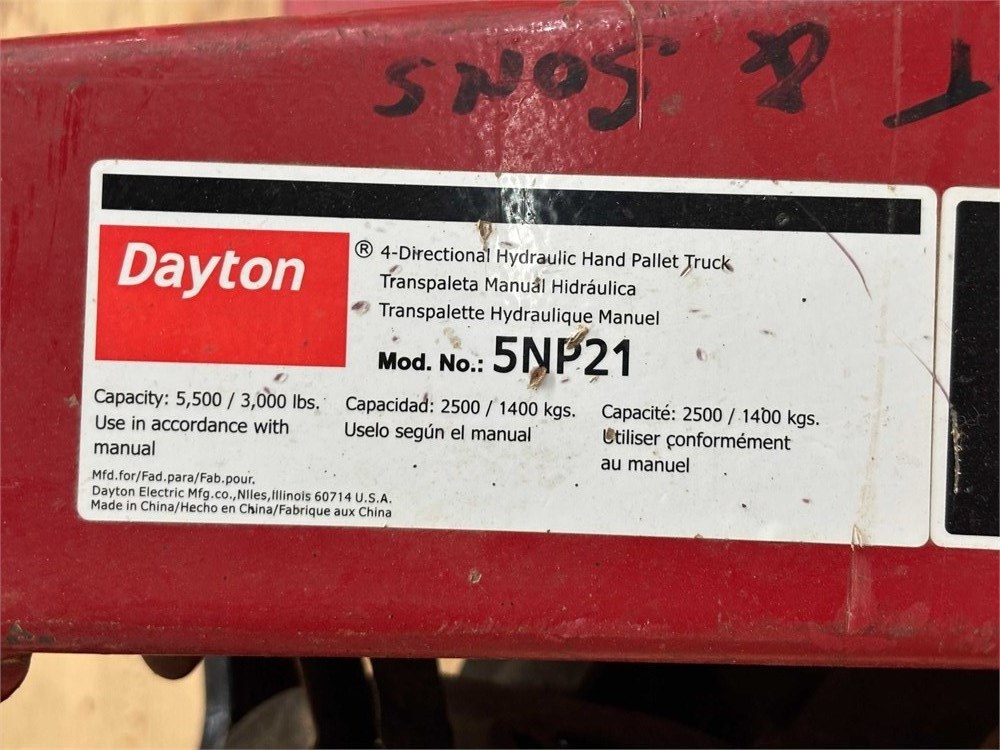 T & SONS
Dayton ®
4-Directional Hydraulic Hand Pallet Truck
Transpaleta Manual Hidráulica
Transpalette Hydraulique Manuel
Mod. No.: 5NP21
Capacity: 5,500 / 3,000 lbs.
Use in accordance with
manual
Capacidad: 2500 / 1400 kgs.
Uselo según el manual
Capacité: 2500 / 1400 kgs.
Utiliser conformément
au manuel
Mfd.for/Fad.para/Fab.pour.
Dayton Electric Mfg.co.,Niles,Illinois 60714 U.S.A.
Made in China/Hecho en China/Fabrique aux China